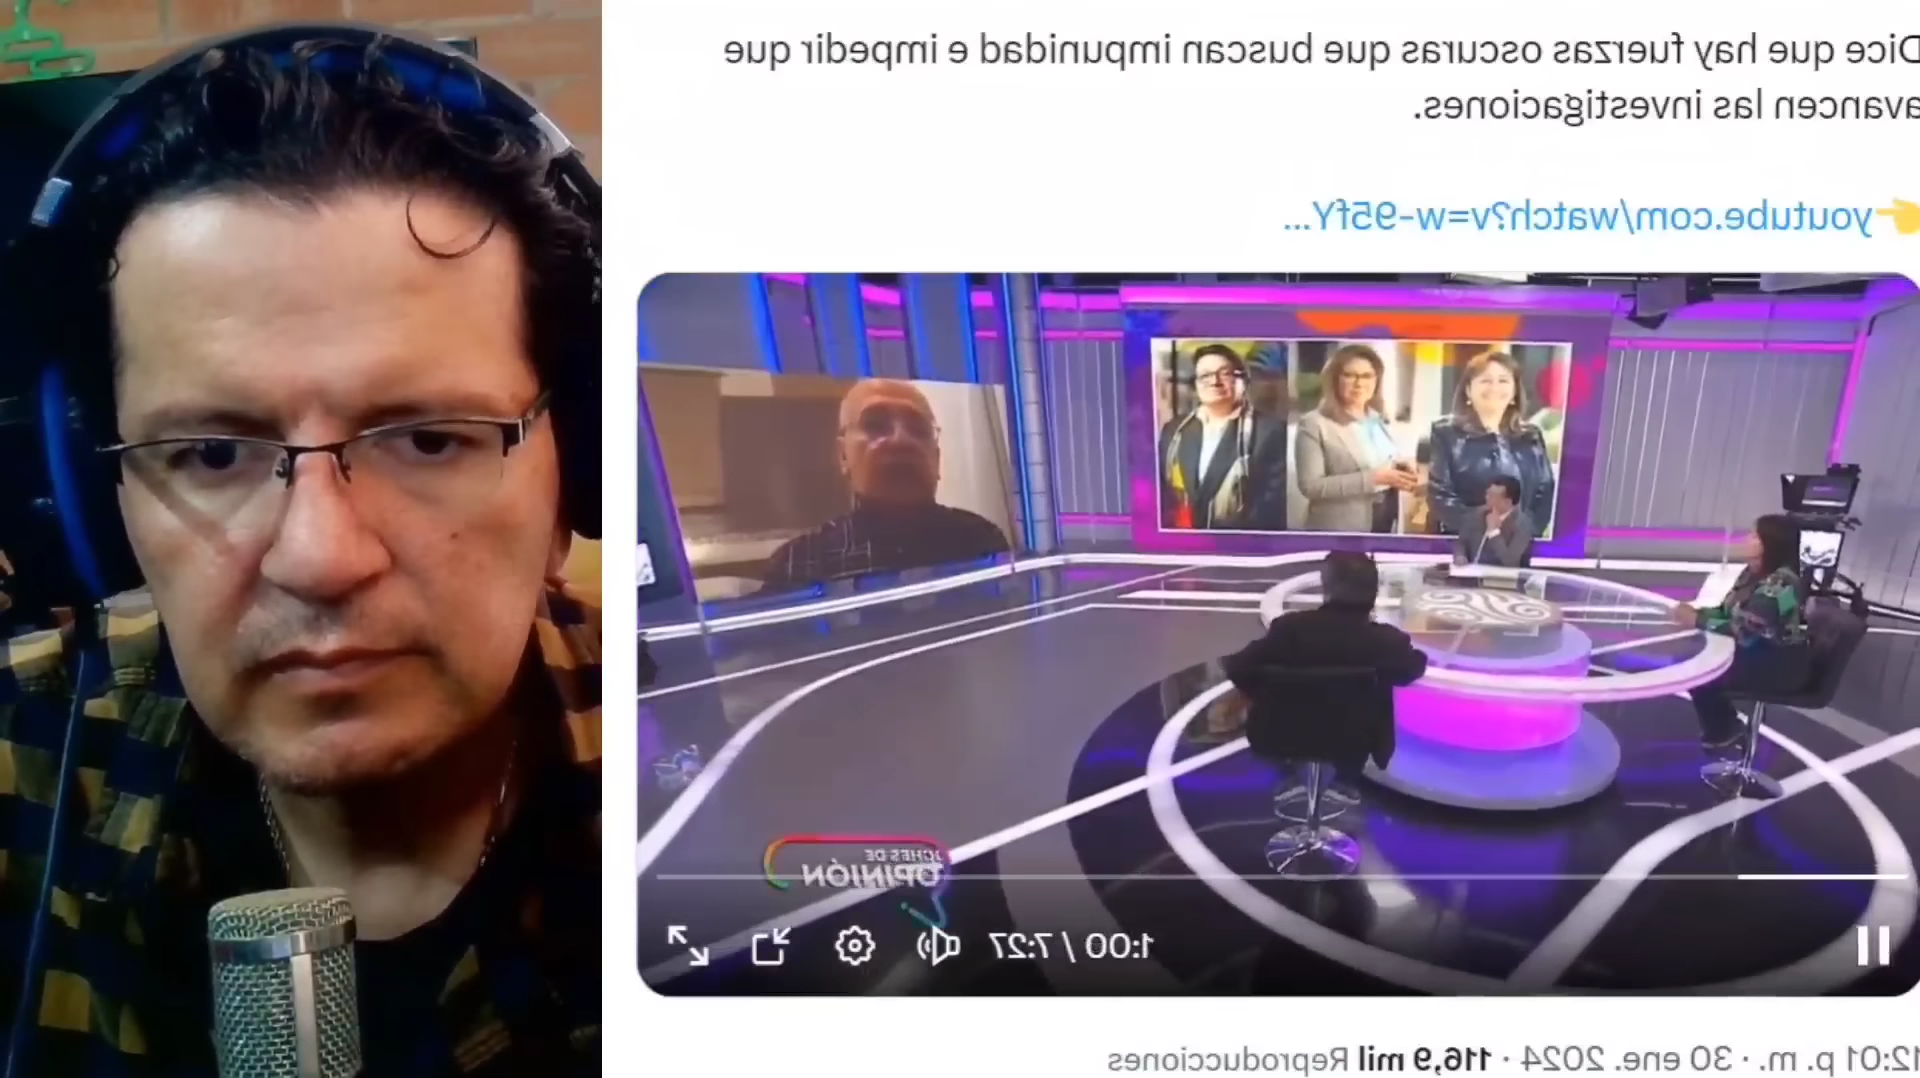 Dice que hay fuerzas oscuras que buscan impunidad e impedir que
avancen las investigaciones.
👉youtube.com/watch?v=w-95fY...
OCHES DE
OPINIÓN
1:00 / 7:27
12:01 p. m. · 30 ene. 2024 · 116,9 mil Reproducciones